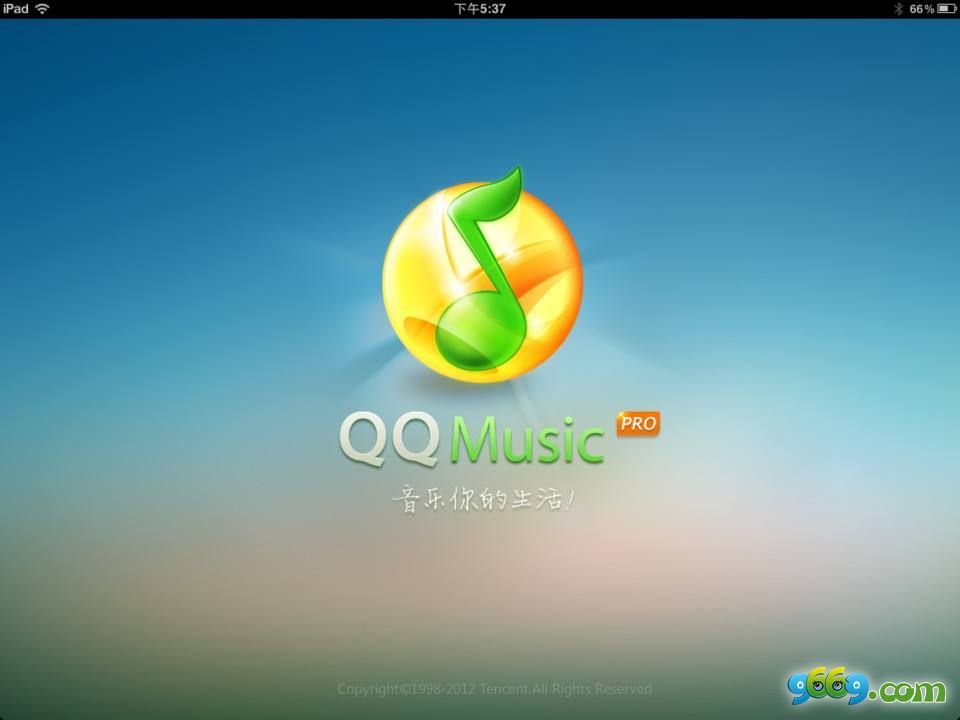 iPad 下午5:37 66%
QQ Music PRO
音乐你的生活!
Copyright©1998-2012 Tencent.All Rights Reserved
9669.com